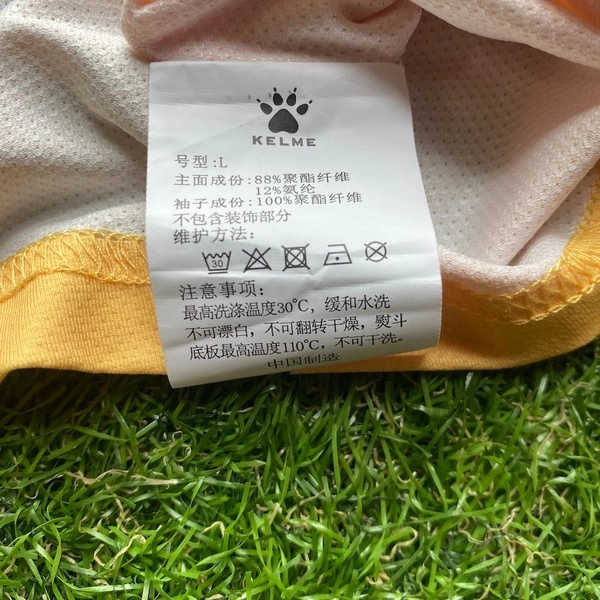 KELME
号型:L
主面成份:88%聚酯纤维
12%氨纶
袖子成份:100%聚酯纤维
不包含装饰部分
维护方法:
30
注意事项:
最高洗涤温度30℃，缓和水洗
不可漂白，不可翻转干燥，熨斗
底板最高温度110℃，不可干洗。
中国制造